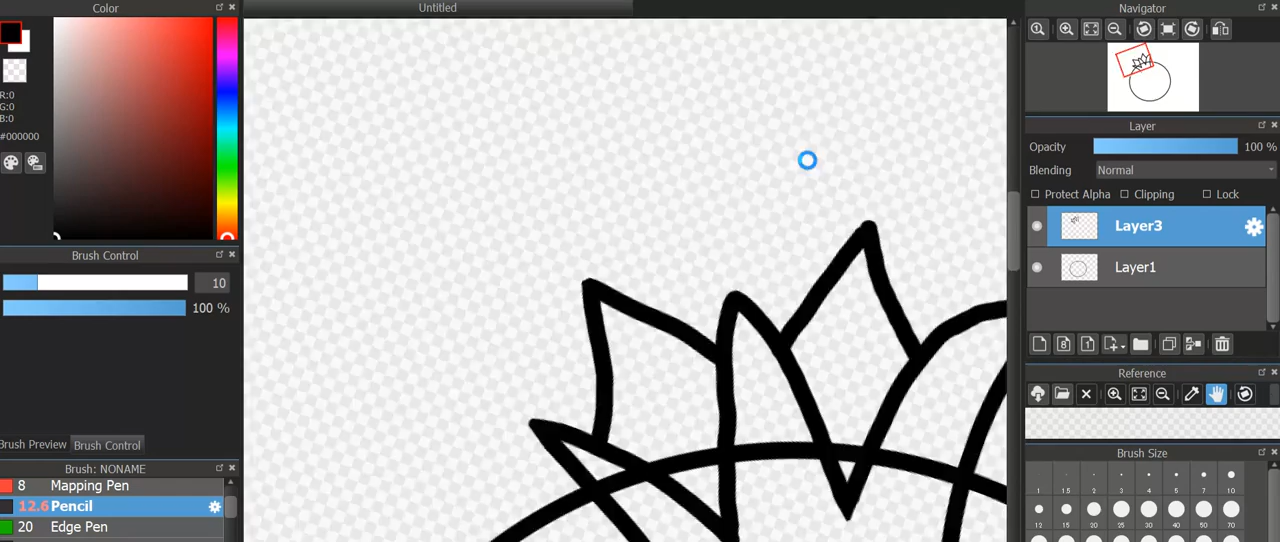 Color
Untitled
Navigator
R:0
G:0
B:0
#000000
Layer
Opacity 100 %
Blending Normal
Protect Alpha Clipping Lock
Layer3
Layer1
8 1
Brush Control
10
100 %
Brush Preview Brush Control
Brush: NONAME
8 Mapping Pen
12.6 Pencil
20 Edge Pen
Reference
Brush Size
1 1.5 2 3 4 5 7 10
12 15 20 25 30 40 50 70